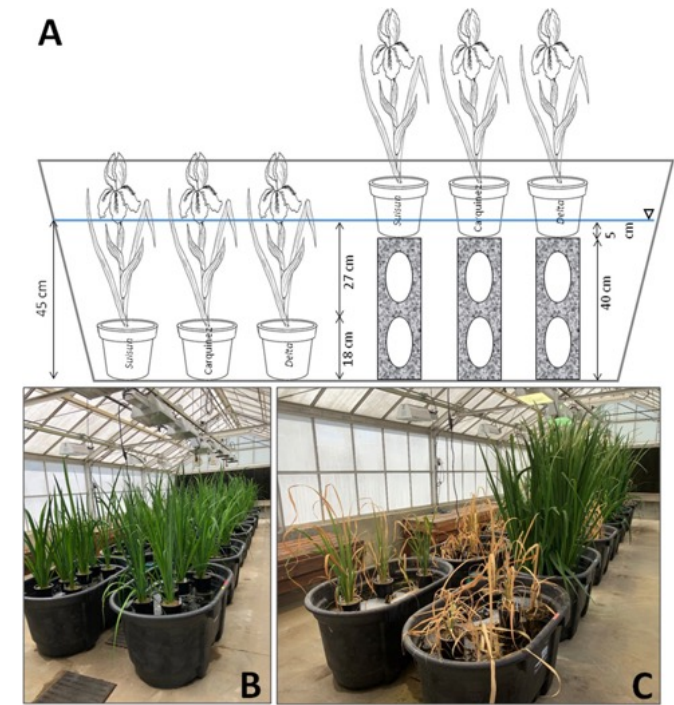 A
Suisun
Carquinez
Delta
45 cm
27 cm
18 cm
Suisun
Carquinez
Delta
5 cm
40 cm
B
C